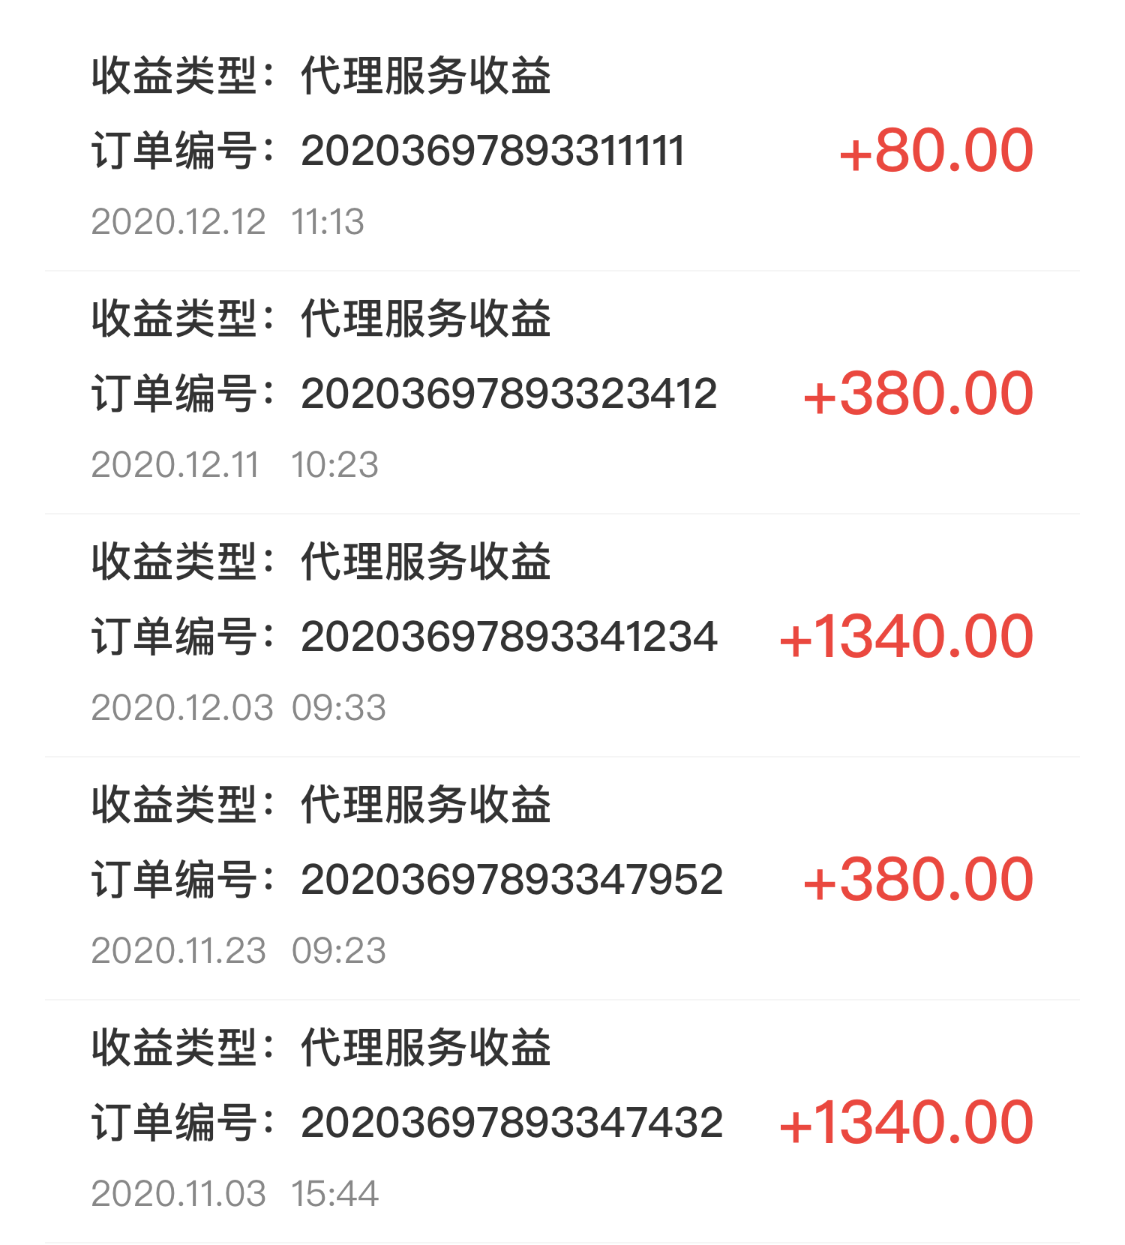 收益类型：代理服务收益
订单编号：20203697893311111
+80.00
2020.12.12 11:13
收益类型：代理服务收益
订单编号：20203697893323412
+380.00
2020.12.11 10:23
收益类型：代理服务收益
订单编号：20203697893341234
+1340.00
2020.12.03 09:33
收益类型：代理服务收益
订单编号：20203697893347952
+380.00
2020.11.23 09:23
收益类型：代理服务收益
订单编号：20203697893347432
+1340.00
2020.11.03 15:44